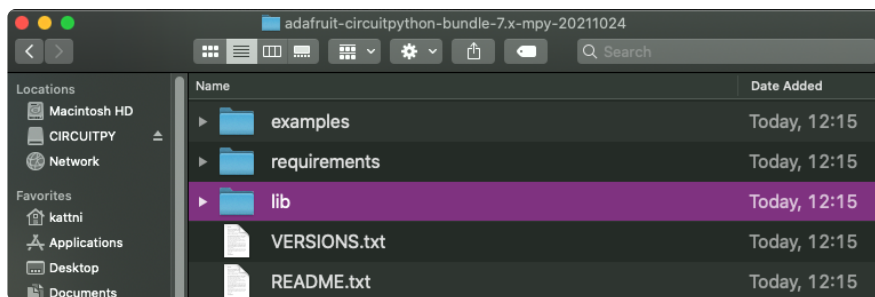 adafruit-circuitpython-bundle-7.x-mpy-20211024
Search
Locations
Macintosh HD
CIRCUITPY
Network
Favorites
kattni
Applications
Desktop
Documents
Name Date Added
examples Today, 12:15
requirements Today, 12:15
lib Today, 12:15
VERSIONS.txt Today, 12:15
README.txt Today, 12:15